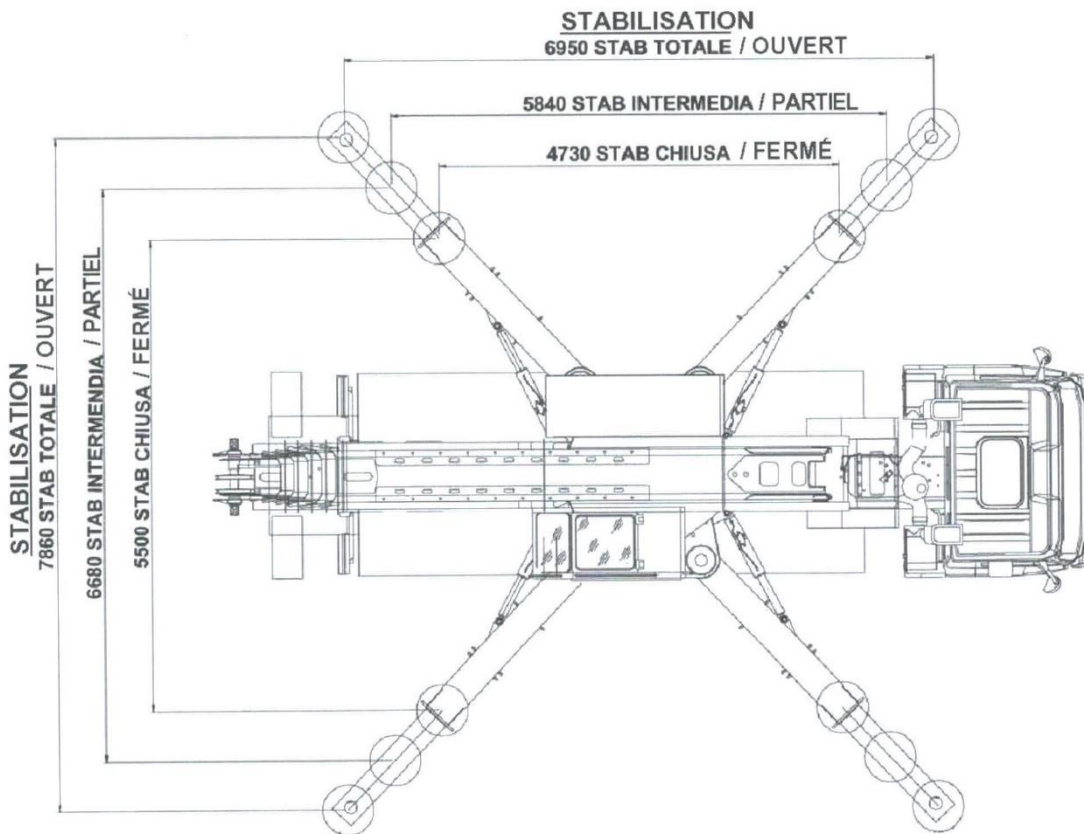 STABILISATION
6950 STAB TOTALE / OUVERT
5840 STAB INTERMEDIA / PARTIEL
4730 STAB CHIUSA / FERMÉ
STABILISATION
7860 STAB TOTALE / OUVERT
6680 STAB INTERMENDIA / PARTIEL
5500 STAB CHIUSA / FERMÉ